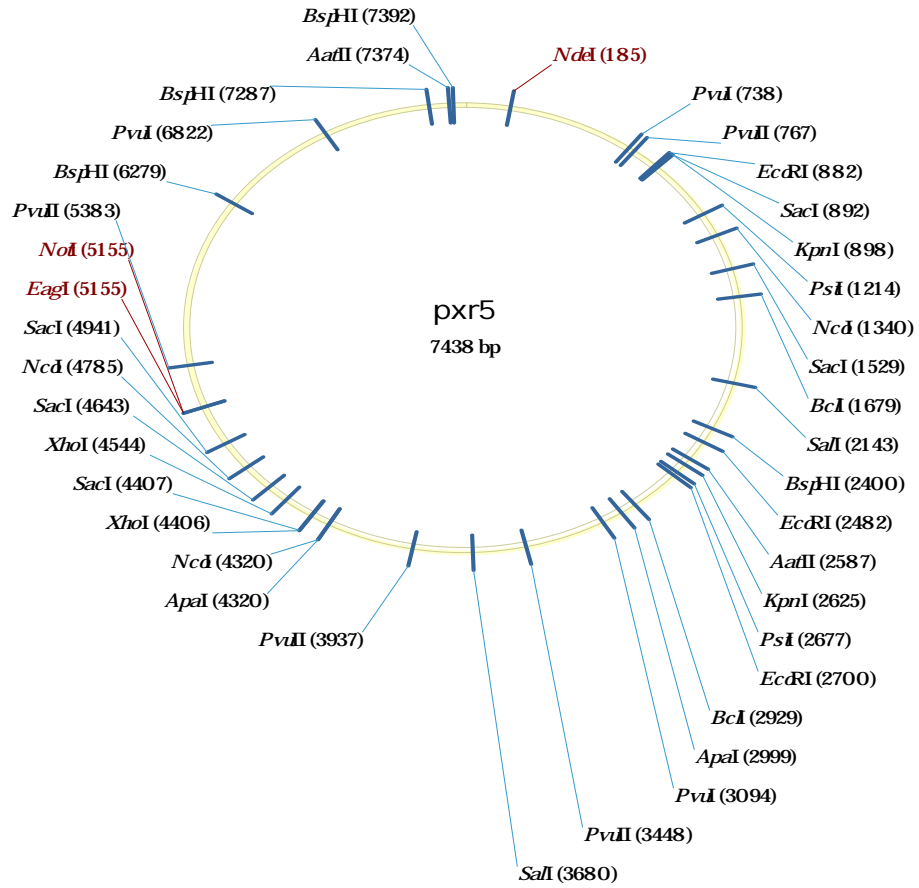 BspHI (7392)
AatII (7374)
NdeI (185)
BspHI (7287)
PvuI (738)
PvuI (6822)
PvuII (767)
BspHI (6279)
EcoRI (882)
PvuII (5383)
SacI (892)
NotI (5155)
KpnI (898)
EagI (5155)
PstI (1214)
SacI (4941)
NcoI (1340)
NcoI (4785)
SacI (1529)
SacI (4643)
BclI (1679)
XhoI (4544)
SalI (2143)
SacI (4407)
BspHI (2400)
XhoI (4406)
EcoRI (2482)
NcoI (4320)
AatII (2587)
ApaI (4320)
KpnI (2625)
PvuII (3937)
PstI (2677)
EcoRI (2700)
BclI (2929)
ApaI (2999)
PvuI (3094)
PvuII (3448)
SalI (3680)
pxr5
7438 bp